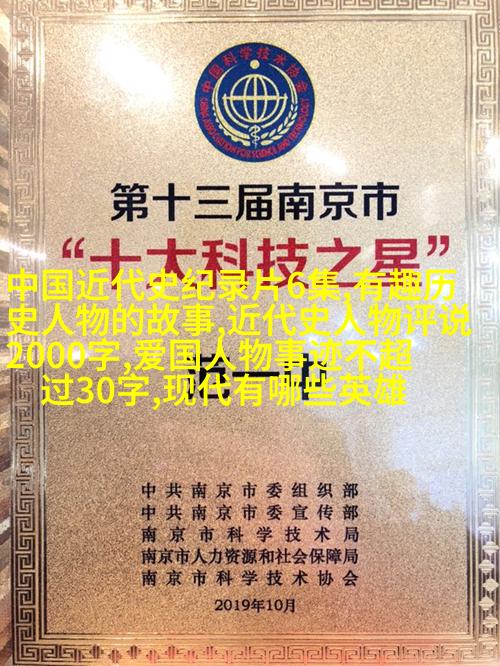 中国科学技术协会
CHINA ASSOCIATION FOR SCIENCE AND TECHNOLOGY
第十三届南京市
“十大科技之星”
中国近代史纪录片6集,有趣历
史人物的故事,近代史人物评说
2000字,爱国人物事迹不超
过30字,现代有哪些英雄
中共南京市委组织部
中共南京市委宣传部
南京市科学技术局
南京市人力资源和社会保障局
南京市科学技术协会
2019年10月